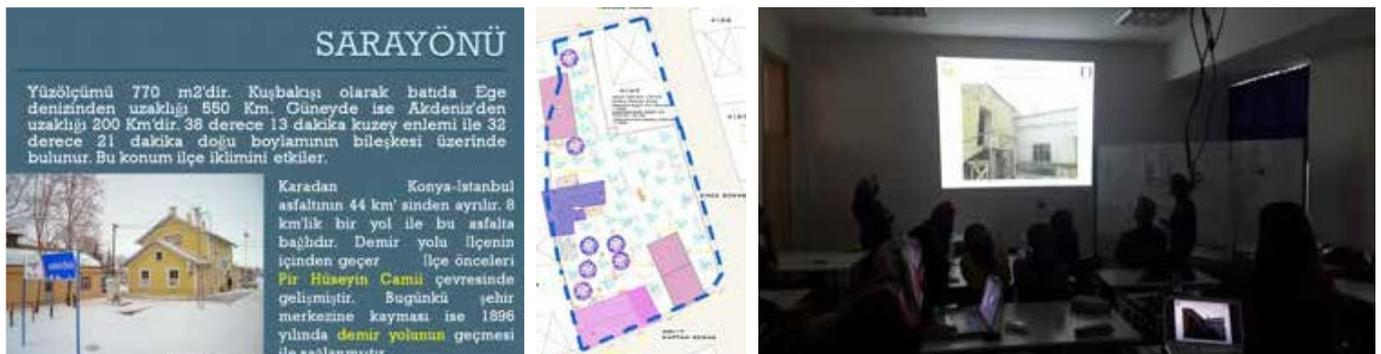 SARAYÖNÜ
Yüzölçümü 770 m2'dir. Kuşbakışı olarak batıda Ege
denizinden uzaklığı 550 Km. Güneyde ise Akdeniz'den
uzaklığı 200 Km'dir. 38 derece 13 dakika kuzey enlemi ile 32
derece 21 dakika doğu boylamının bileşkesi üzerinde
bulunur. Bu konum ilçe iklimini etkiler.
Karadan Konya-İstanbul
asfaltının 44 km' sinden ayrılır. 8
km'lik bir yol ile bu asfalta
bağlıdır. Demir yolu İlçenin
içinden geçer İlçe önceleri
Pir Hüseyin Camii çevresinde
gelişmiştir. Bugünkü şehir
merkezine kayması ise 1896
yılında demir yolunun geçmesi
ile sağlanmıştır.